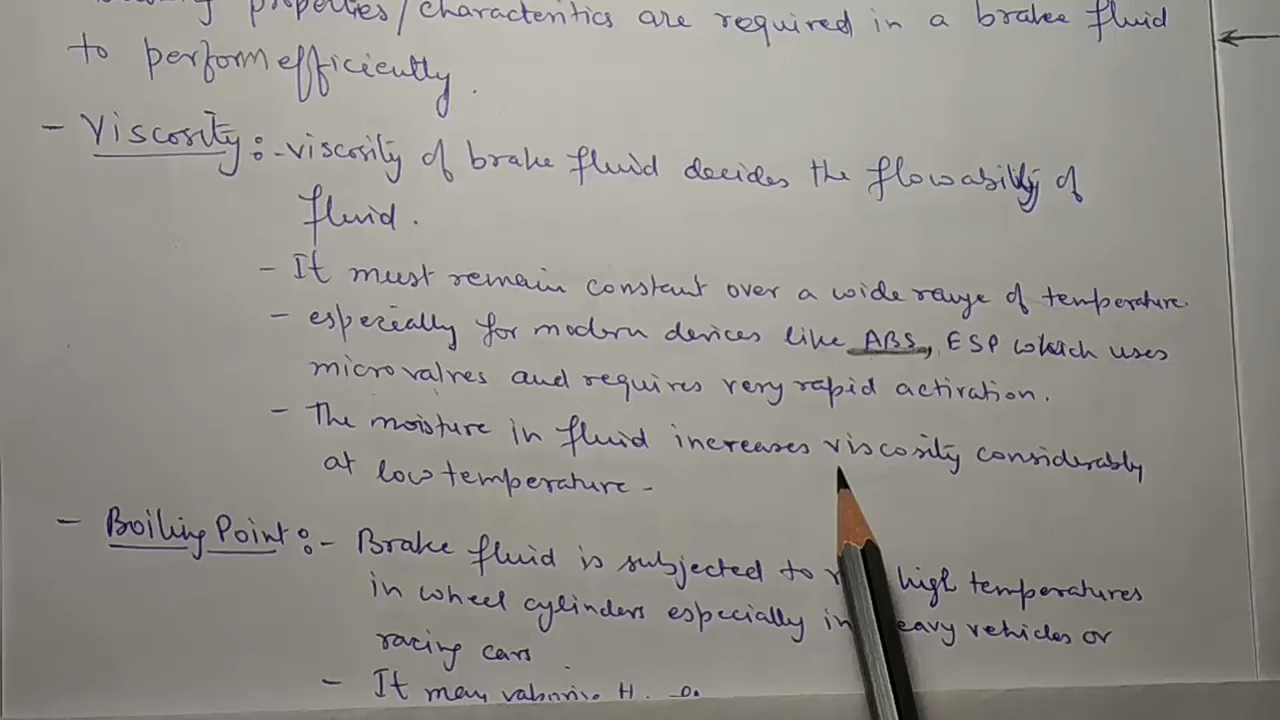 properties/characteritics are required in a brake fluid
to perform efficiently.
- Viscosity :- viscosity of brake fluid decides the flowability of
fluid.
- It must remain constant over a wide range of temperature.
- especially for modern devices like ABS, ESP which uses
microvalves and requires very rapid activation.
- The moisture in fluid increases viscosity considerably
at low temperature -
- Boiling Point :- Brake fluid is subjected to high temperatures
in wheel cylinders especially in heavy vehicles or
racing cars
- It may